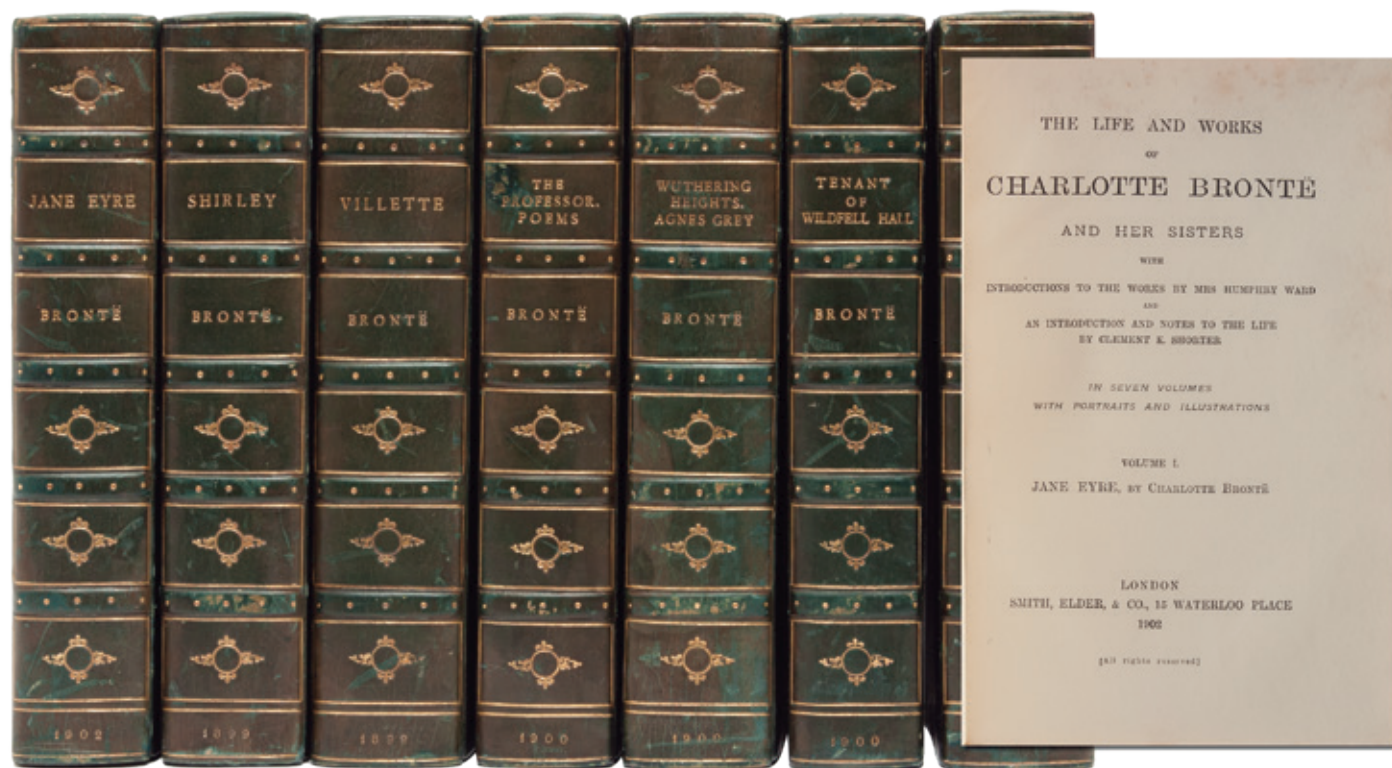 JANE EYRE
BRONTË
1902
SHIRLEY
BRONTË
1899
VILLETTE
BRONTË
1899
THE
PROFESSOR.
POEMS
BRONTË
1900
WUTHERING
HEIGHTS.
AGNES GREY
BRONTË
1900
TENANT
OF
WILDFELL HALL
BRONTË
1900
THE LIFE AND WORKS
OF
CHARLOTTE BRONTË
AND HER SISTERS
WITH
INTRODUCTIONS TO THE WORKS BY MRS HUMPHRY WARD
AND
AN INTRODUCTION AND NOTES TO THE LIFE
BY CLEMENT K. SHORTER
IN SEVEN VOLUMES
WITH PORTRAITS AND ILLUSTRATIONS
VOLUME I.
JANE EYRE, BY CHARLOTTE BRONTË
LONDON
SMITH, ELDER, & CO., 15 WATERLOO PLACE
1902
[All rights reserved]